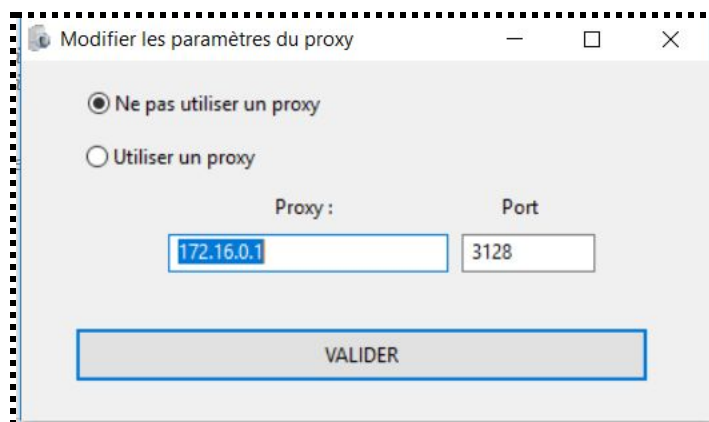 Modifier les paramètres du proxy
Ne pas utiliser un proxy
Utiliser un proxy
Proxy : Port
172.16.0.1 3128
VALIDER